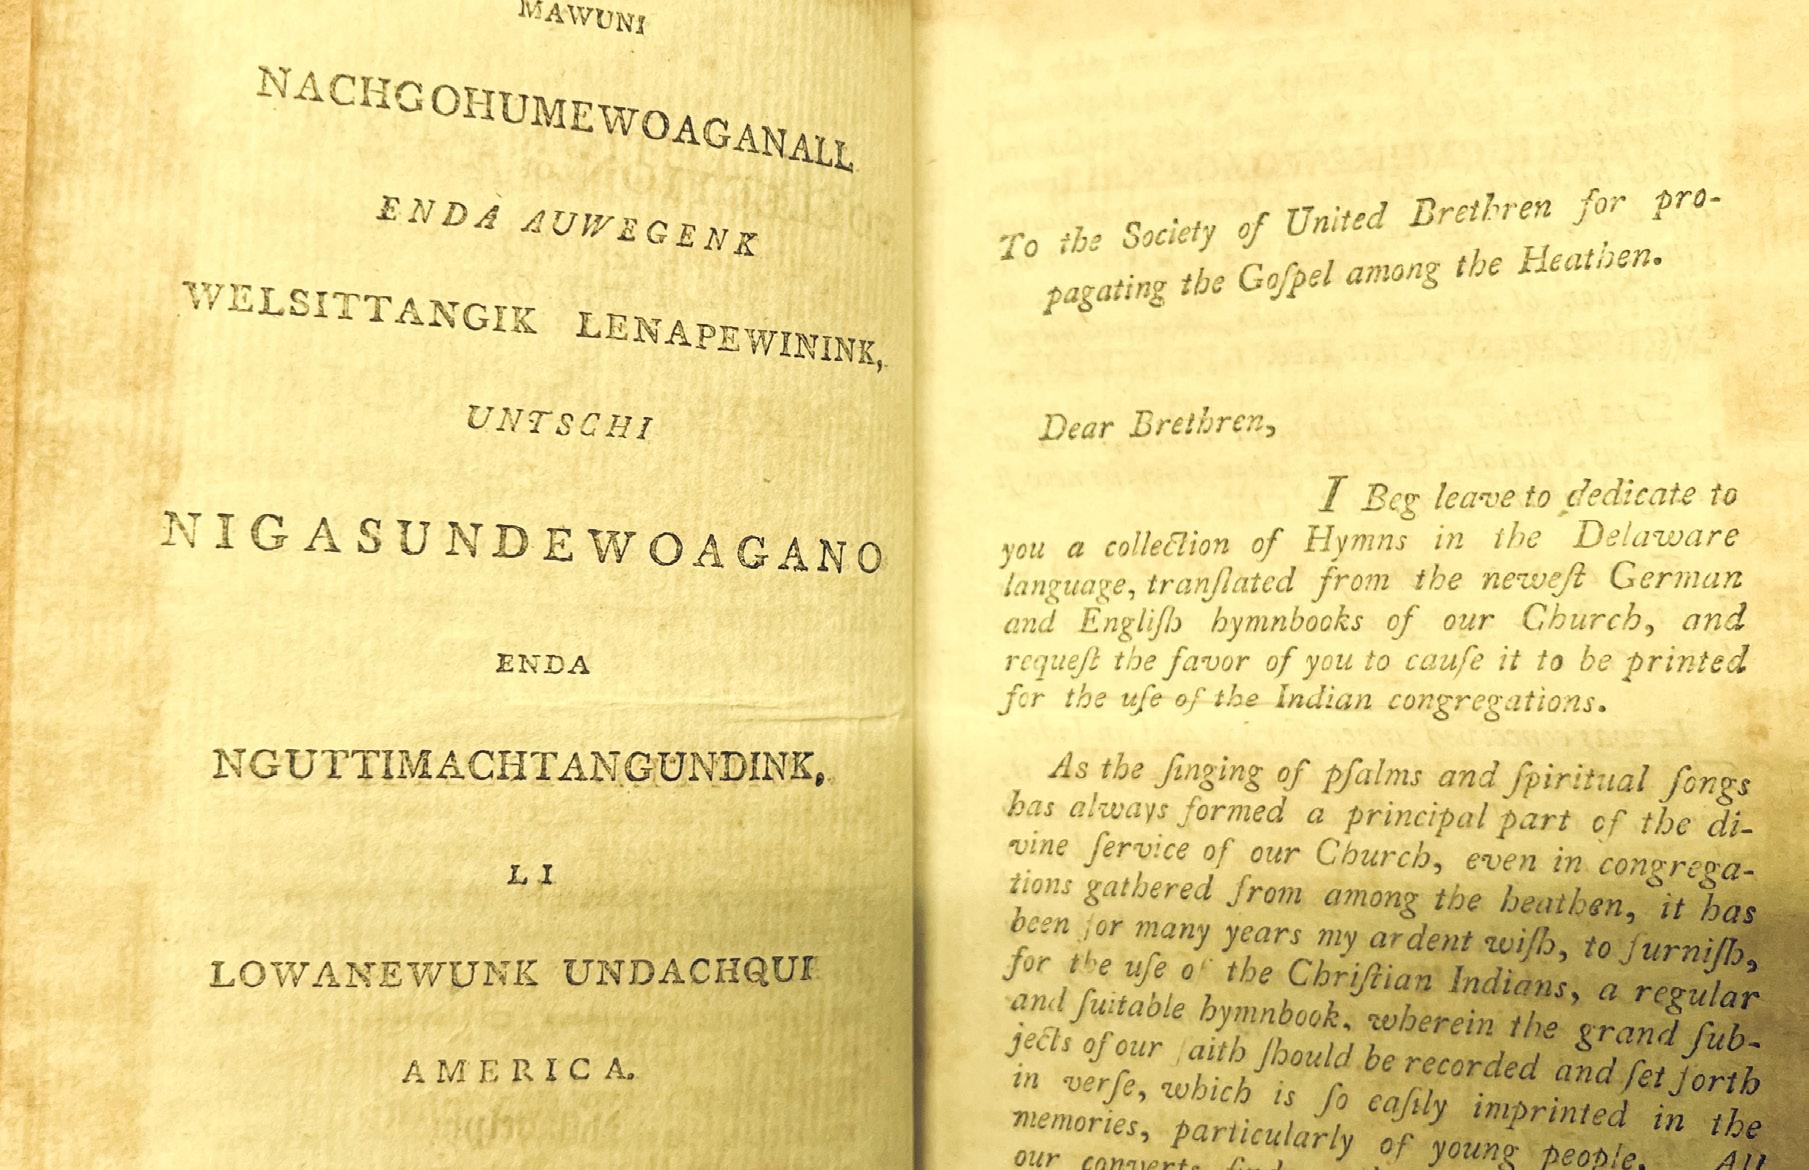 MAWUNI
NACHGOHUMEWOAGANALL
ENDA AUWEGENK
WELSITTANGIK LENAPEWININK,
UNTSCHI
NIGASUNDEWOAGANO
ENDA
NGUTTIMACHTANGUNDINK,
LI
LOWANEWUNK UNDACHQUI
AMERICA.
To the Society of United Brethren for pro-
pagating the Goſpel among the Heathen.
Dear Brethren,
I Beg leave to dedicate to
you a collection of Hymns in the Delaware
language, tranſlated from the neweſt German
and Engliſh hymnbooks of our Church, and
requeſt the favor of you to cauſe it to be printed
for the uſe of the Indian congregations.
As the ſinging of pſalms and ſpiritual ſongs
has always formed a principal part of the di-
vine ſervice of our Church, even in congrega-
tions gathered from among the heathen, it has
been for many years my ardent wiſh, to furniſh,
for the uſe of the Chriſtian Indians, a regular
and ſuitable hymnbook, wherein the grand ſub-
jects of our faith ſhould be recorded and ſet forth
in verſe, which is ſo eaſily imprinted in the
memories, particularly of young people. All
our converts find